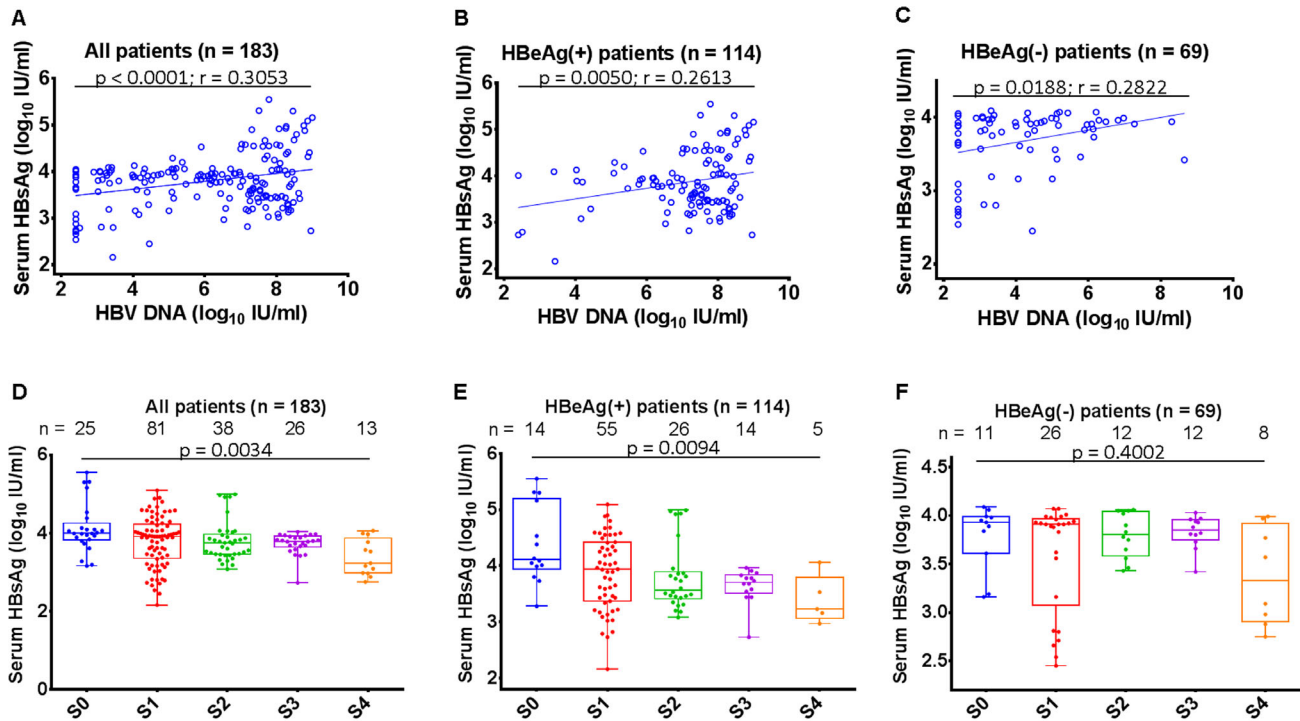 A
All patients (n = 183)
p < 0.0001; r = 0.3053
Serum HBsAg (log10 IU/ml)
6
5
4
3
2
2 4 6 8 10
HBV DNA (log10 IU/ml)
B
HBeAg(+) patients (n = 114)
p = 0.0050; r = 0.2613
Serum HBsAg (log10 IU/ml)
6
5
4
3
2
2 4 6 8 10
HBV DNA (log10 IU/ml)
C
HBeAg(-) patients (n = 69)
p = 0.0188; r = 0.2822
Serum HBsAg (log10 IU/ml)
4
3
2
2 4 6 8 10
HBV DNA (log10 IU/ml)
D
All patients (n = 183)
n = 25 81 38 26 13
p = 0.0034
Serum HBsAg (log10 IU/ml)
6
4
2
0
S0 S1 S2 S3 S4
E
HBeAg(+) patients (n = 114)
n = 14 55 26 14 5
p = 0.0094
Serum HBsAg (log10 IU/ml)
6
5
4
3
2
S0 S1 S2 S3 S4
F
HBeAg(-) patients (n = 69)
n = 11 26 12 12 8
p = 0.4002
Serum HBsAg (log10 IU/ml)
4.5
4.0
3.5
3.0
2.5
S0 S1 S2 S3 S4